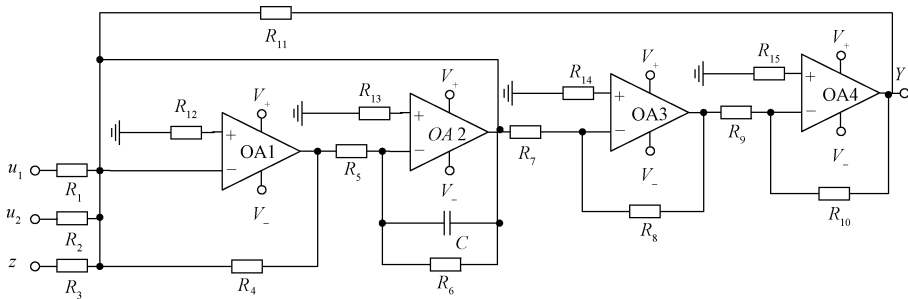 R11
V+
R15
Y
V+
R14
OA4
V+
R13
V+
R12
OA3
R9
V−
OA2
R7
OA1
V−
u1
R5
R10
R1
V−
V−
R8
u2
R2
C
z
R4
R6
R3